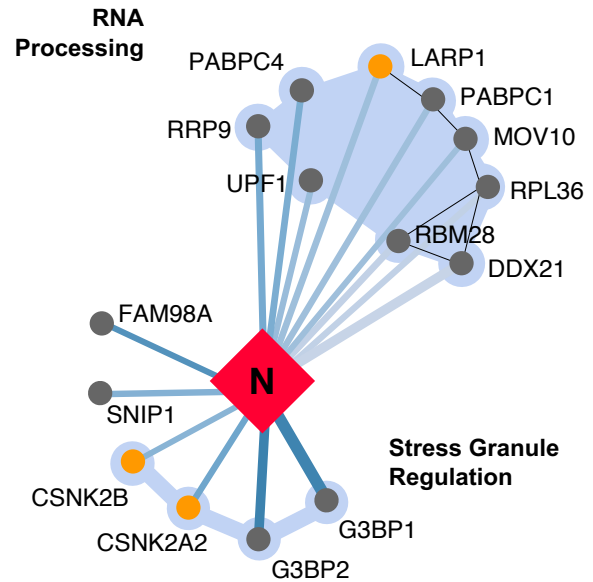 RNA
Processing
PABPC4
LARP1
PABPC1
RRP9
MOV10
UPF1
RPL36
RBM28
DDX21
FAM98A
N
SNIP1
Stress Granule
Regulation
CSNK2B
G3BP1
CSNK2A2
G3BP2